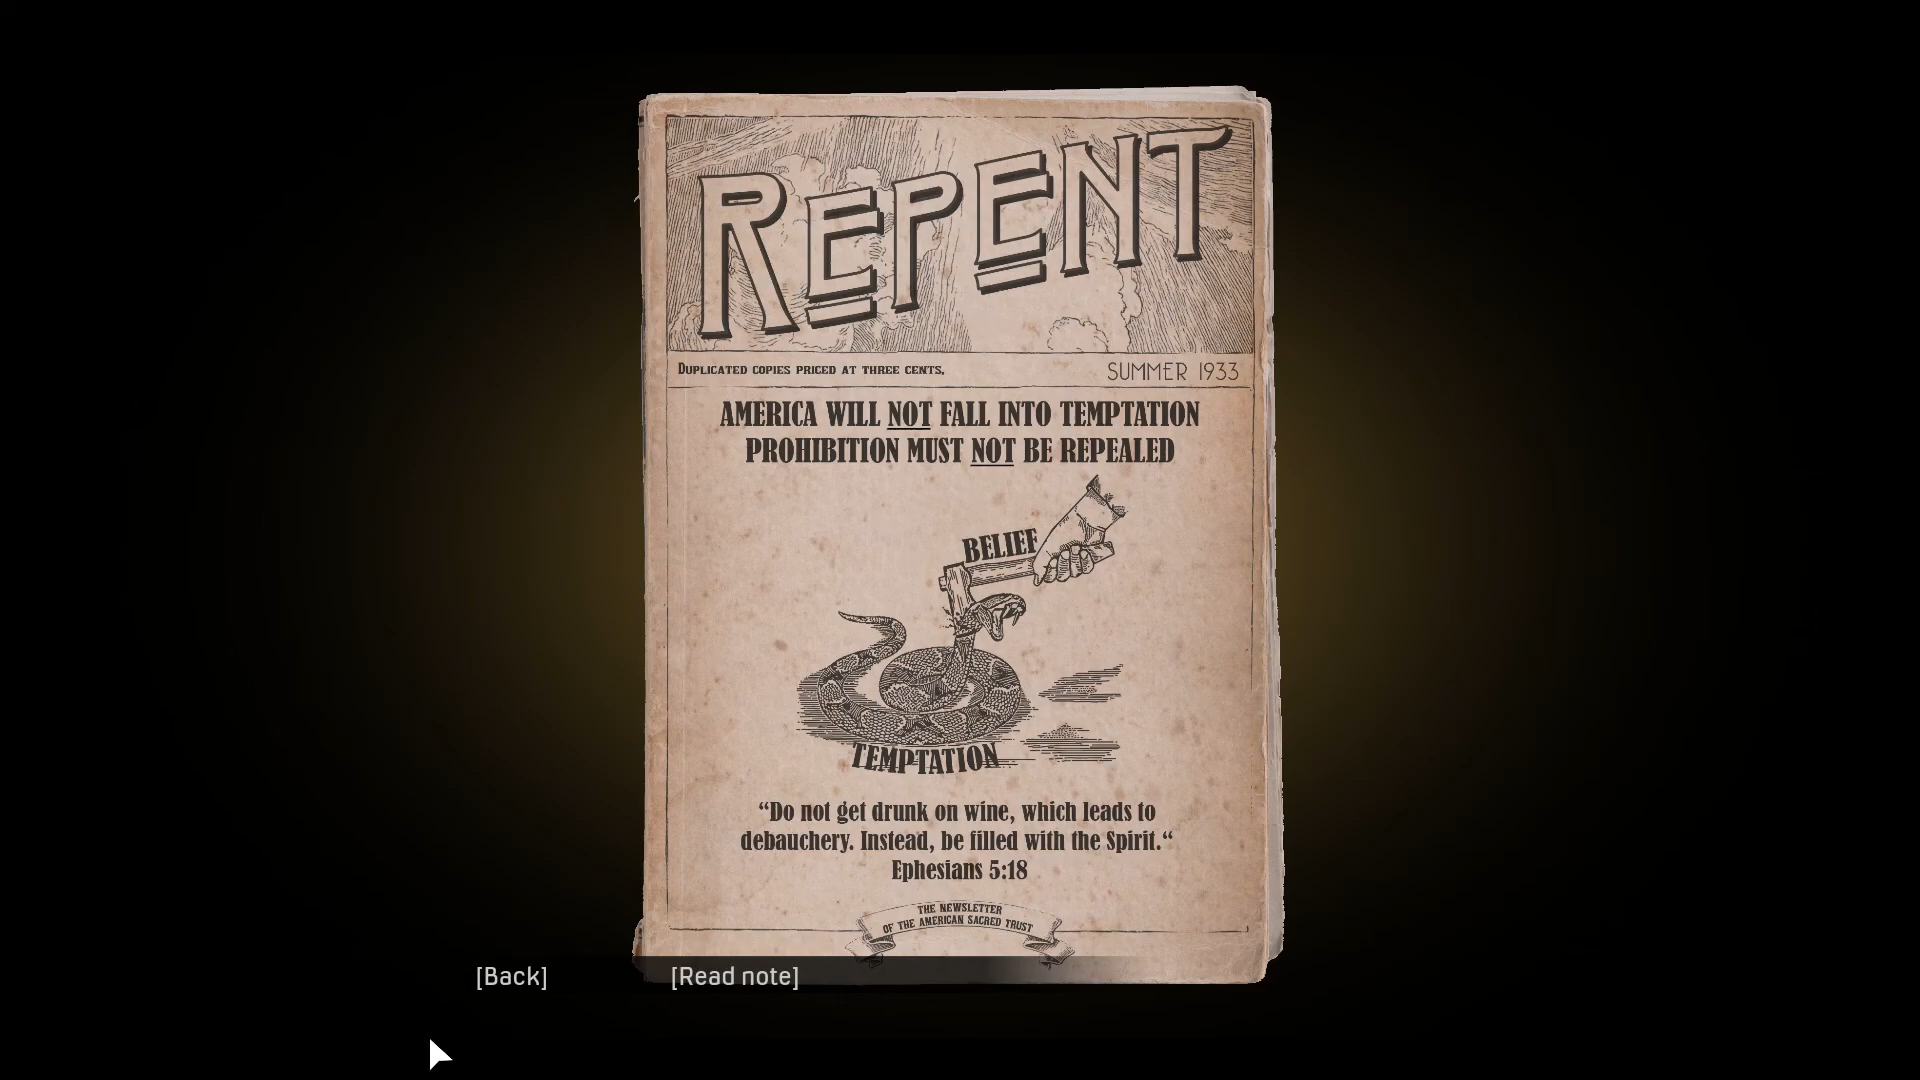 REPENT
DUPLICATED COPIES PRICED AT THREE CENTS.
SUMMER 1933
AMERICA WILL NOT FALL INTO TEMPTATION
PROHIBITION MUST NOT BE REPEALED
BELIEF
TEMPTATION
“Do not get drunk on wine, which leads to
debauchery. Instead, be filled with the Spirit.“
Ephesians 5:18
THE NEWSLETTER
OF THE AMERICAN SACRED TRUST
[Back] [Read note]